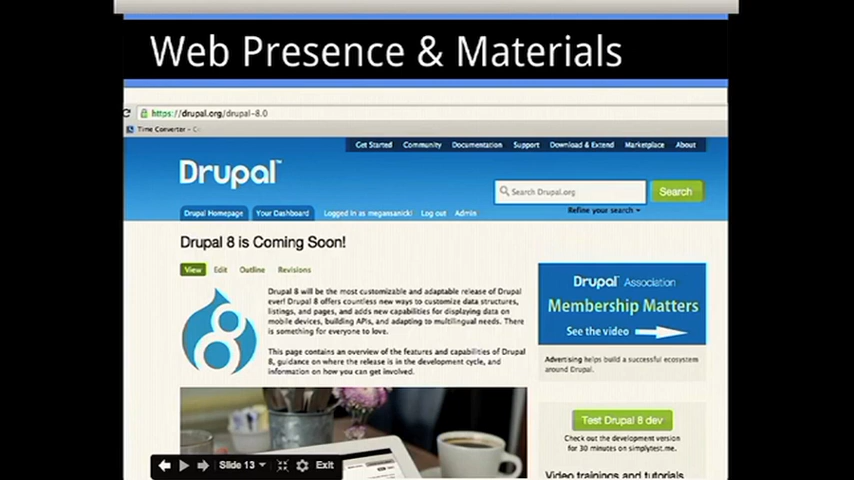 Web Presence & Materials
https://drupal.org/drupal-8.0
Time Converter - C
Get Started Community Documentation Support Download & Extend Marketplace About
Drupal™
Search Drupal.org Search
Refine your search
Drupal Homepage Your Dashboard Logged in as megansanicki Log out Admin
Drupal 8 is Coming Soon!
View Edit Outline Revisions
Drupal 8 will be the most customizable and adaptable release of Drupal
ever! Drupal 8 offers countless new ways to customize data structures,
listings, and pages, and adds new capabilities for displaying data on
mobile devices, building APIs, and adapting to multilingual needs. There
is something for everyone to love.
This page contains an overview of the features and capabilities of Drupal
8, guidance on where the release is in the development cycle, and
information on how you can get involved.
8
Drupal Association
Membership Matters
See the video
Advertising helps build a successful ecosystem
around Drupal.
Test Drupal 8 dev
Check out the development version
for 30 minutes on simplytest.me.
Video trainings and tutorials
Slide 13 Exit